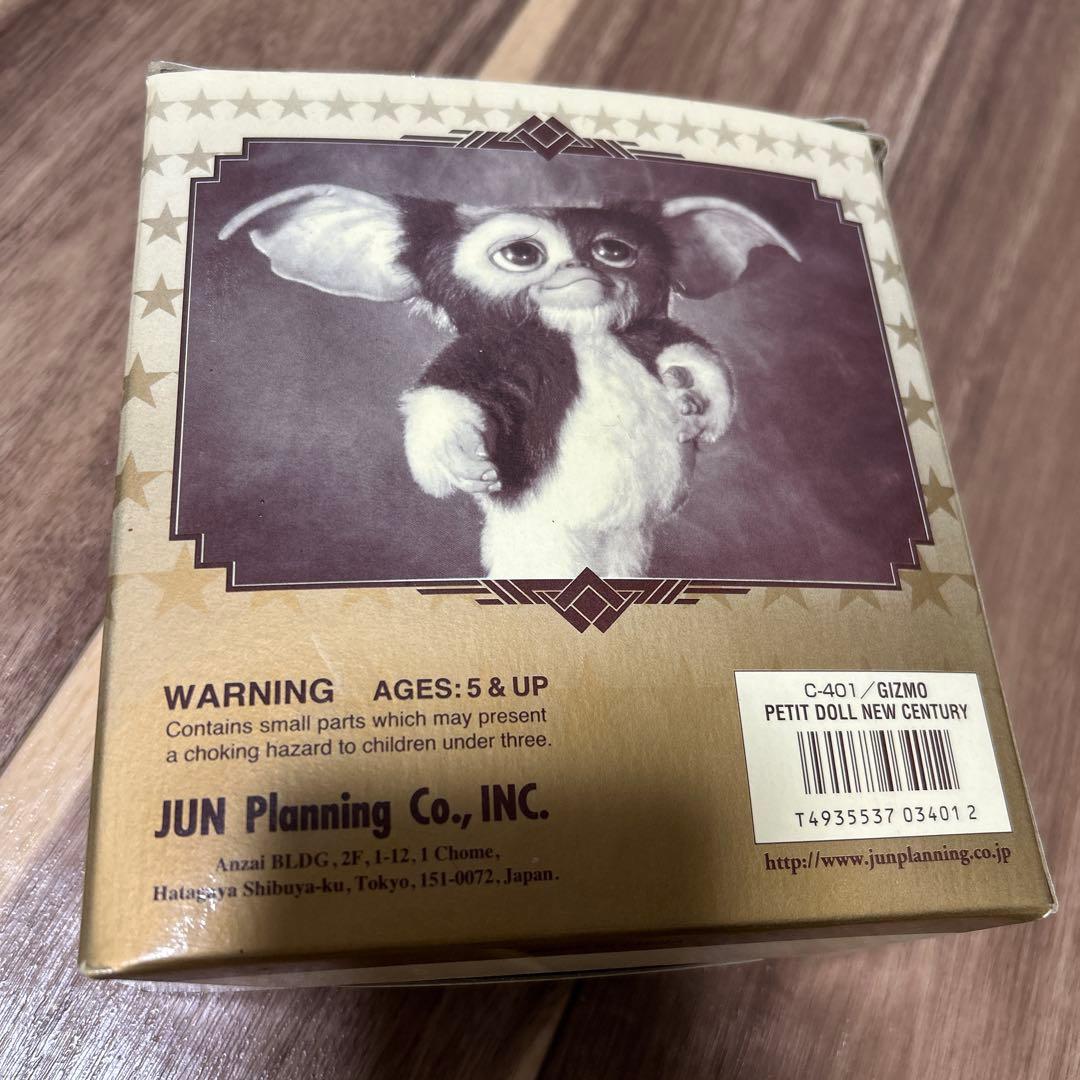 WARNING AGES: 5 & UP
Contains small parts which may present
a choking hazard to children under three.
JUN Planning Co., INC.
Anzai BLDG, 2F, 1-12, 1 Chome,
Hatagaya Shibuya-ku, Tokyo, 151-0072, Japan.
C-401/GIZMO
PETIT DOLL NEW CENTURY
T4935537 034012
http://www.junplanning.co.jp